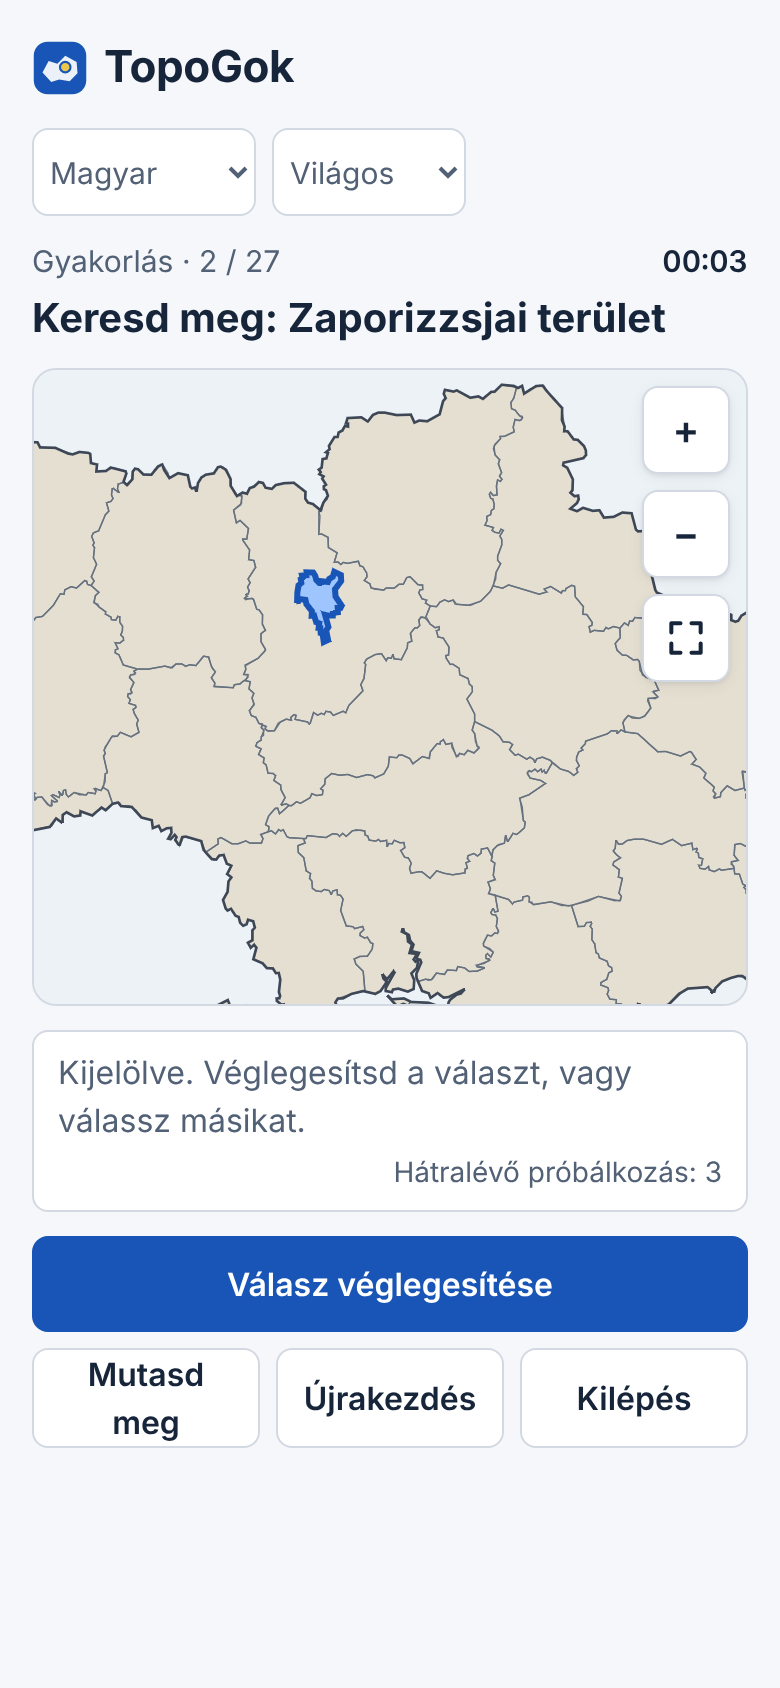 TopoGok
Magyar
Világos
Gyakorlás · 2 / 27
00:03
Keresd meg: Zaporizzsjai terület
+
−
Kijelölve. Véglegesítsd a választ, vagy
válassz másikat.
Hátralévő próbálkozás: 3
Válasz véglegesítése
Mutasd
meg
Újrakezdés
Kilépés